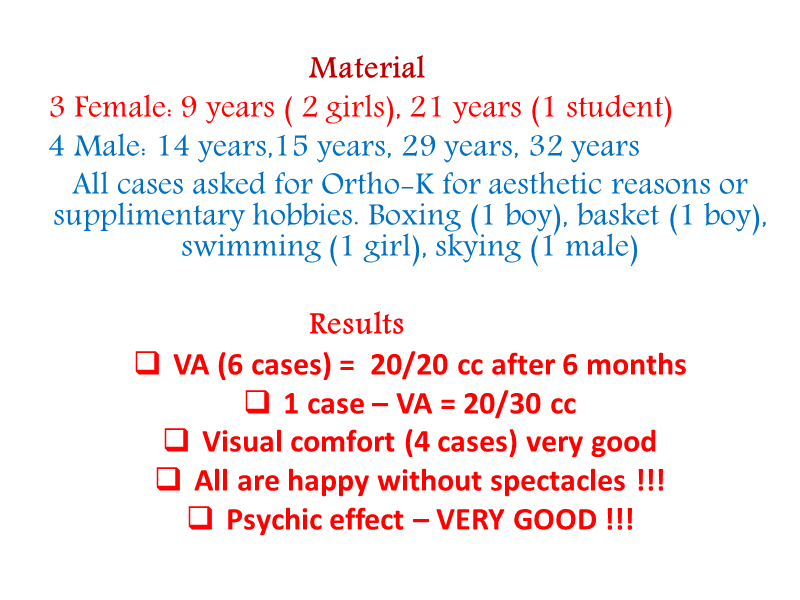 Material
3 Female: 9 years ( 2 girls), 21 years (1 student)
4 Male: 14 years,15 years, 29 years, 32 years
All cases asked for Ortho-K for aesthetic reasons or
supplimentary hobbies. Boxing (1 boy), basket (1 boy),
swimming (1 girl), skying (1 male)
Results
❑ VA (6 cases) = 20/20 cc after 6 months
❑ 1 case – VA = 20/30 cc
❑ Visual comfort (4 cases) very good
❑ All are happy without spectacles !!!
❑ Psychic effect – VERY GOOD !!!